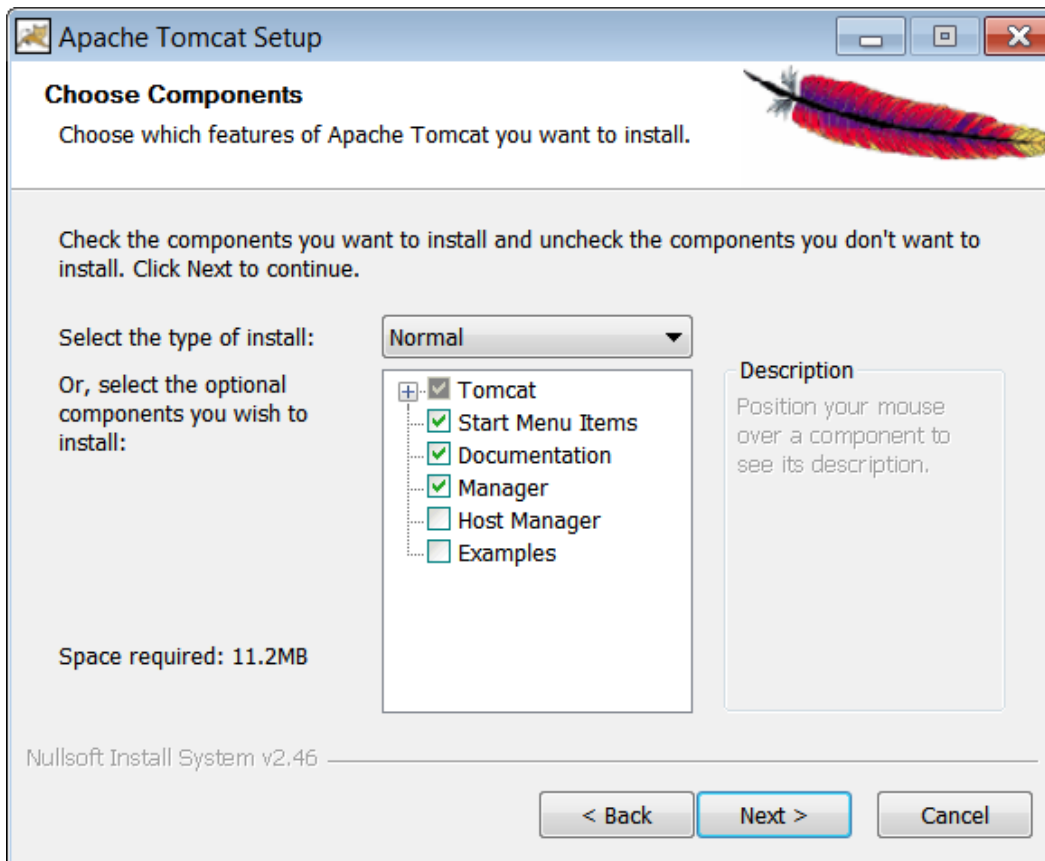 Apache Tomcat Setup
Choose Components
Choose which features of Apache Tomcat you want to install.
Check the components you want to install and uncheck the components you don't want to
install. Click Next to continue.
Select the type of install:
Normal
Or, select the optional
components you wish to
install:
Tomcat
Start Menu Items
Documentation
Manager
Host Manager
Examples
Description
Position your mouse
over a component to
see its description.
Space required: 11.2MB
Nullsoft Install System v2.46
< Back
Next >
Cancel